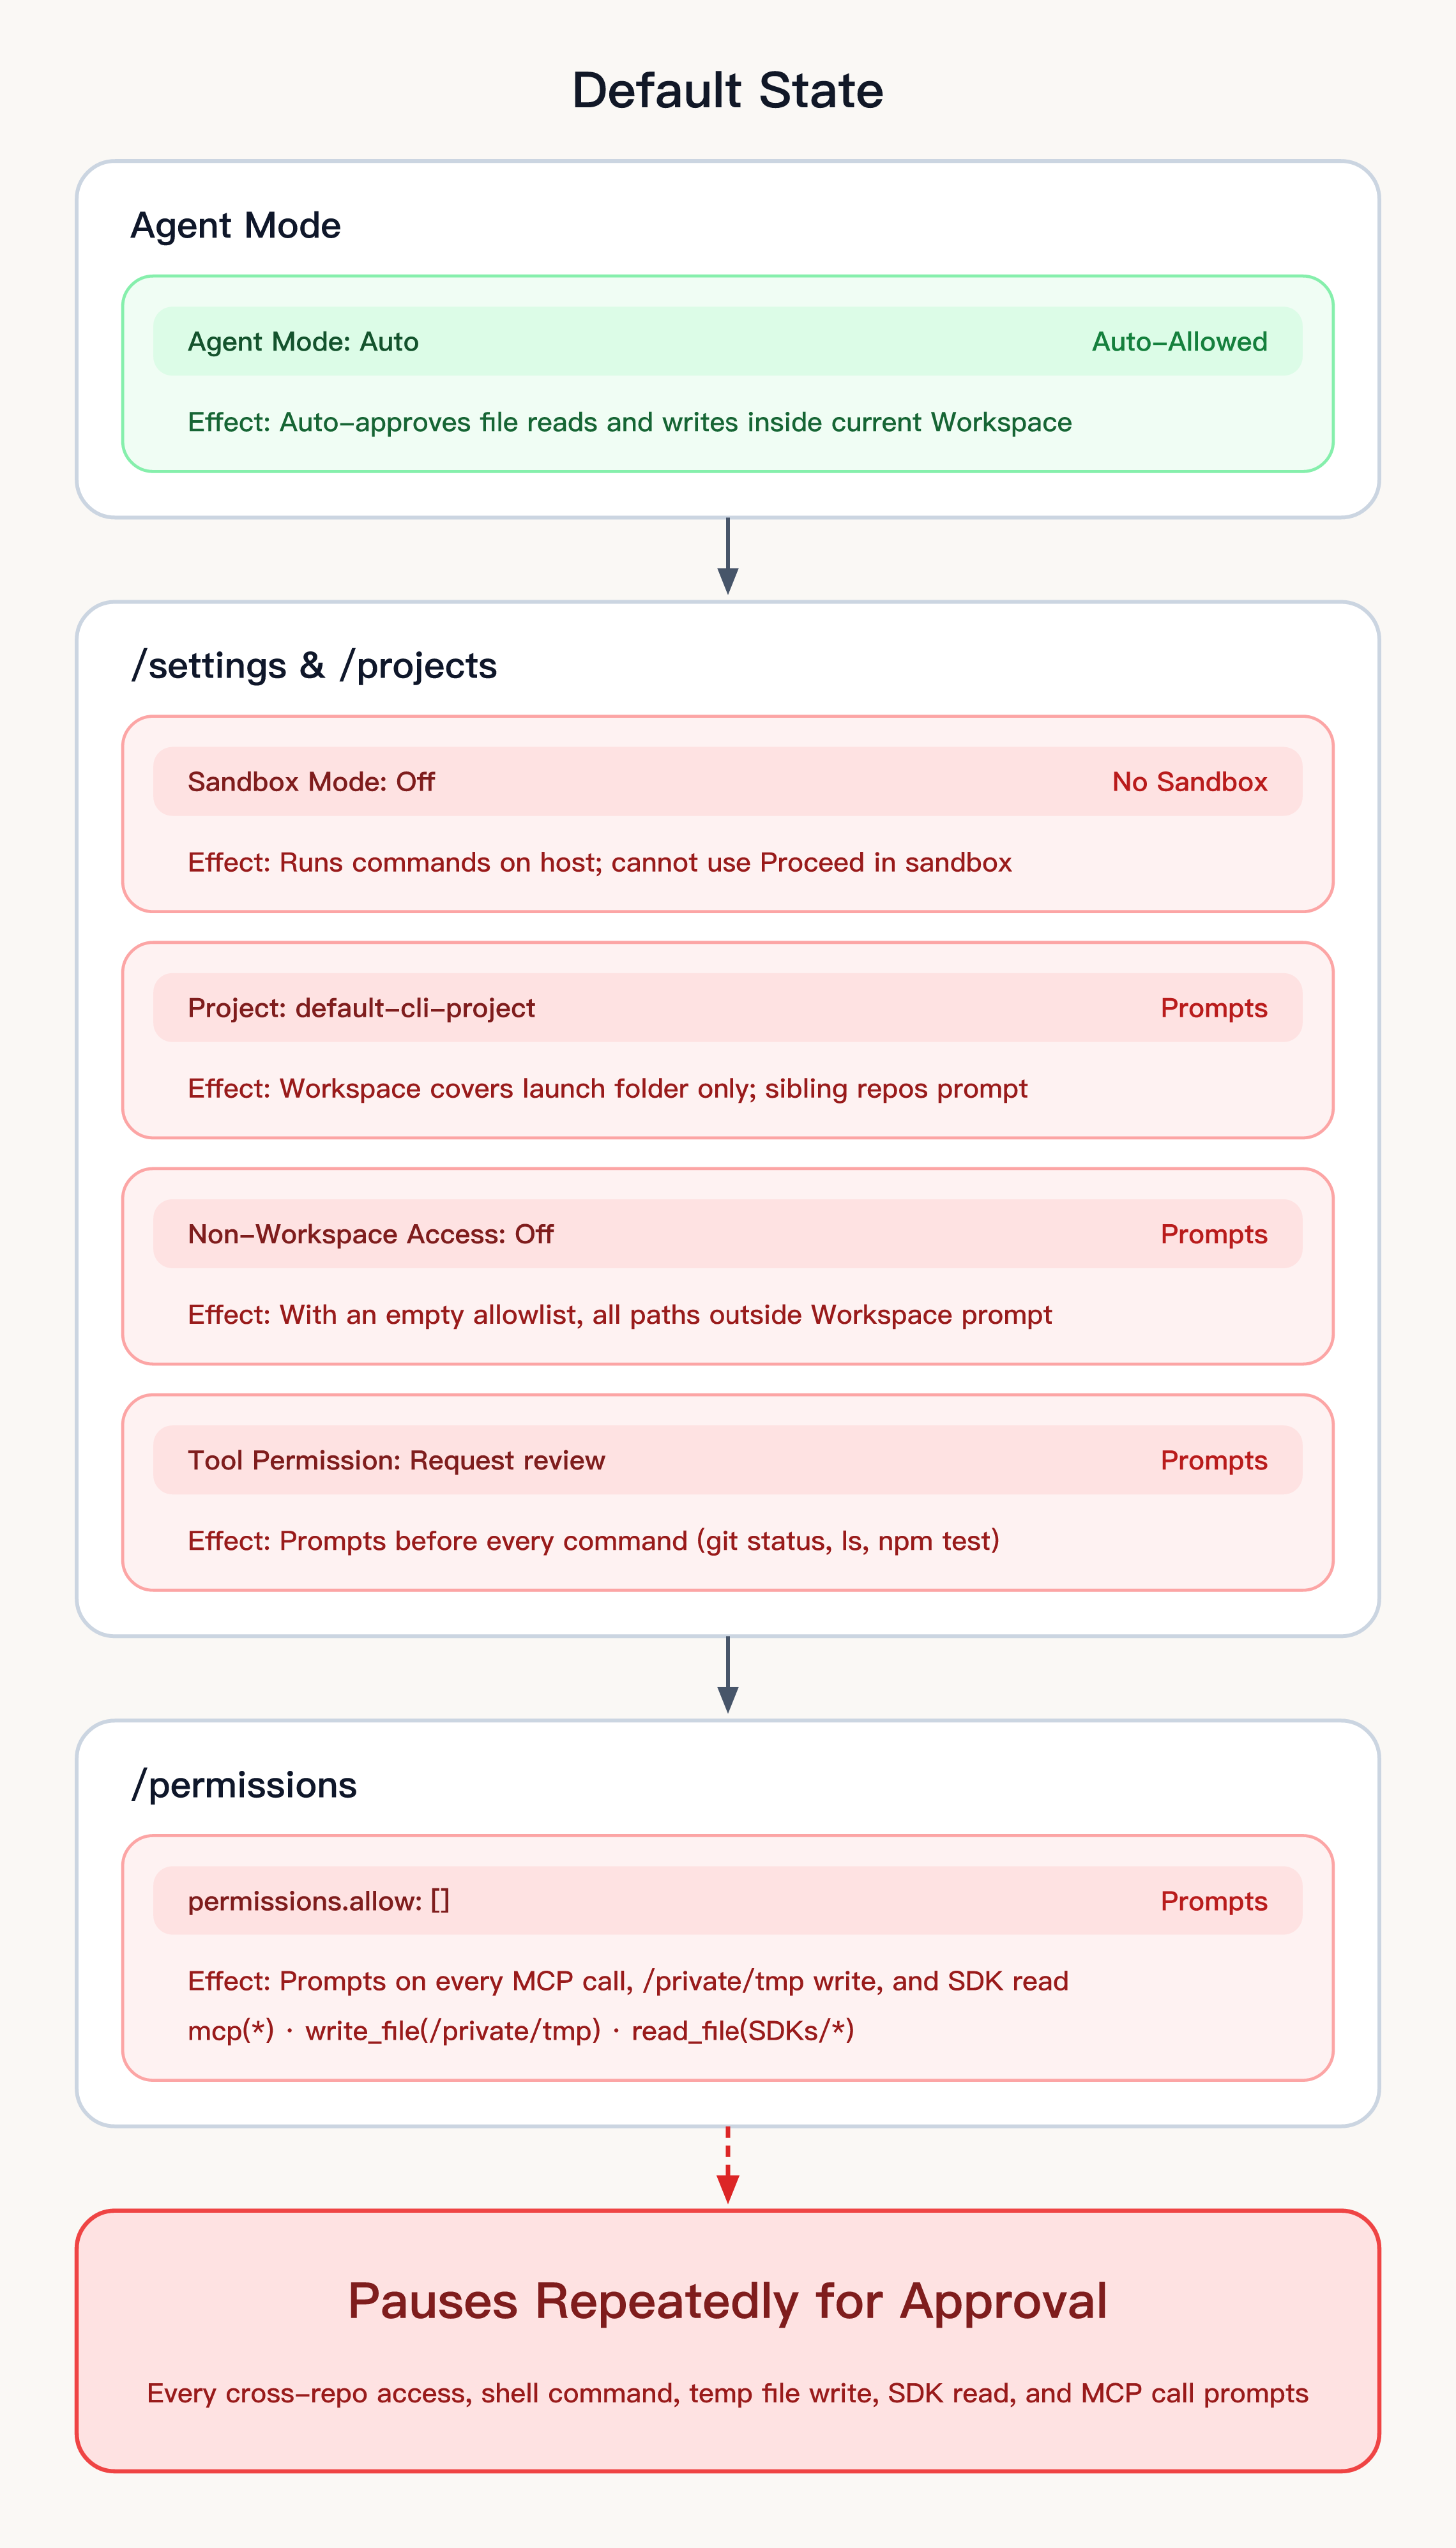 Default State
Agent Mode
Agent Mode: Auto
Auto-Allowed
Effect: Auto-approves file reads and writes inside current Workspace
/settings & /projects
Sandbox Mode: Off
No Sandbox
Effect: Runs commands on host; cannot use Proceed in sandbox
Project: default-cli-project
Prompts
Effect: Workspace covers launch folder only; sibling repos prompt
Non-Workspace Access: Off
Prompts
Effect: With an empty allowlist, all paths outside Workspace prompt
Tool Permission: Request review
Prompts
Effect: Prompts before every command (git status, ls, npm test)
/permissions
permissions.allow: []
Prompts
Effect: Prompts on every MCP call, /private/tmp write, and SDK read
mcp(*) · write_file(/private/tmp) · read_file(SDKs/*)
Pauses Repeatedly for Approval
Every cross-repo access, shell command, temp file write, SDK read, and MCP call prompts